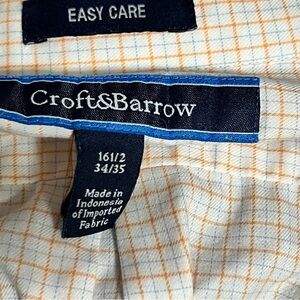 EASY CARE
Croft&Barrow
16 1/2
34/35
Made in
Indonesia
of Imported
Fabric